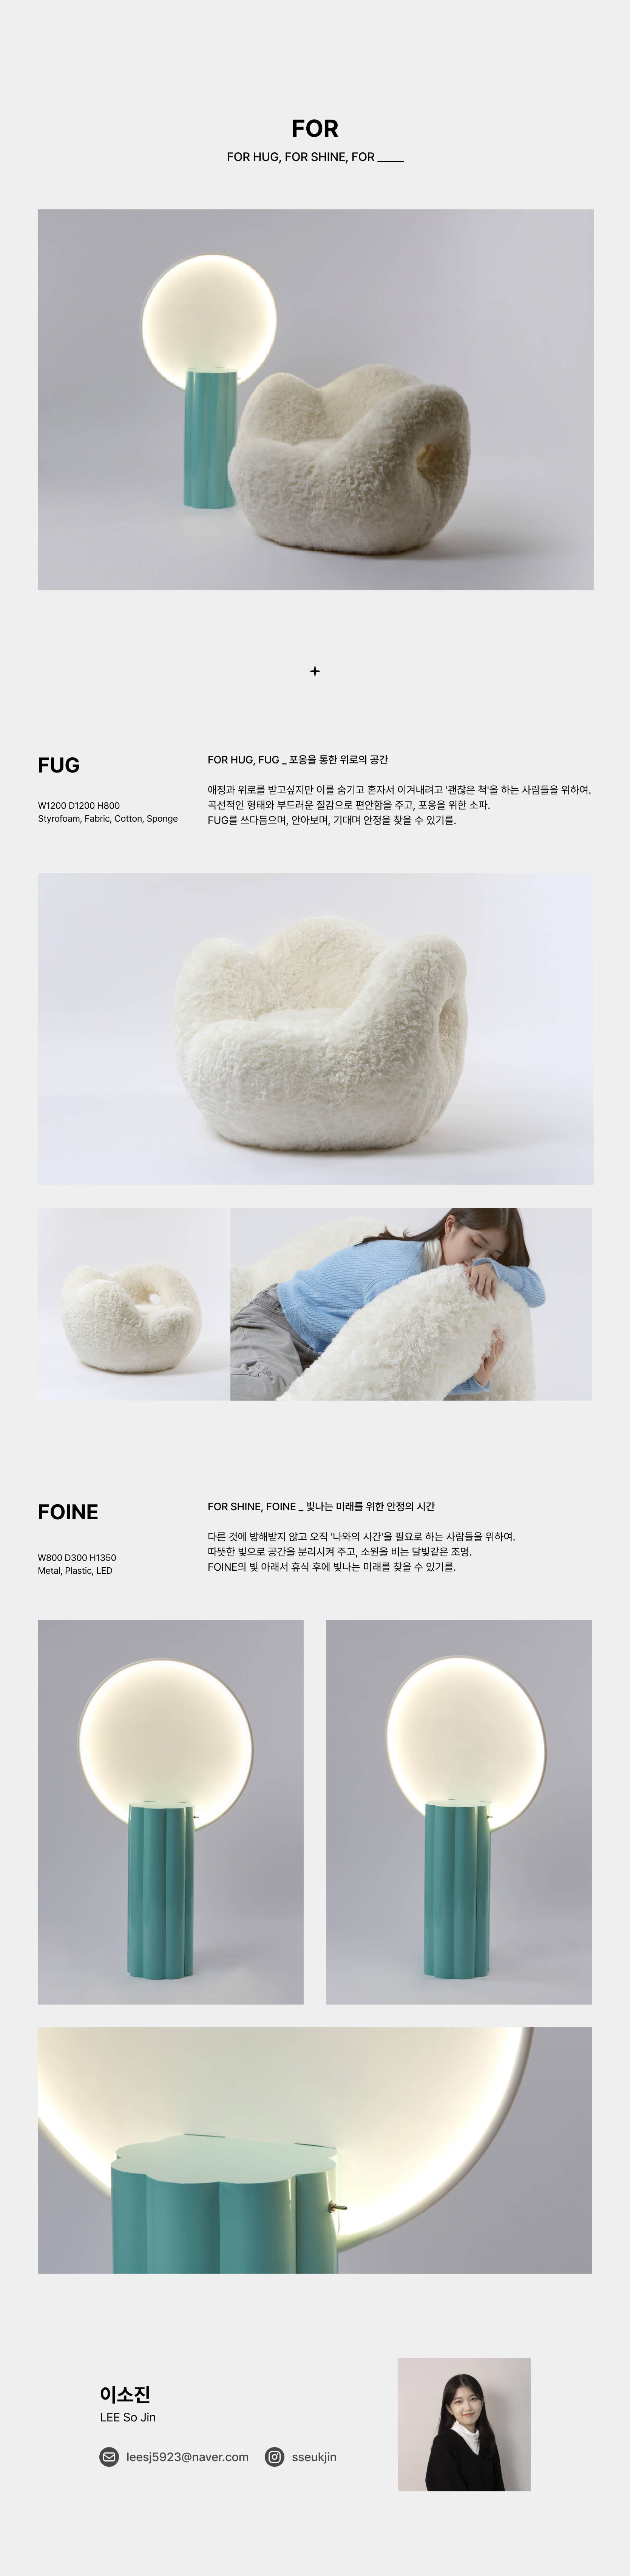 FOR
FOR HUG, FOR SHINE, FOR _____
FUG
W1200 D1200 H800
Styrofoam, Fabric, Cotton, Sponge
FOR HUG, FUG _ 포옹을 통한 위로의 공간
애정과 위로를 받고싶지만 이를 숨기고 혼자서 이겨내려고 '괜찮은 척'을 하는 사람들을 위하여.
곡선적인 형태와 부드러운 질감으로 편안함을 주고, 포옹을 위한 소파.
FUG를 쓰다듬으며, 안아보며, 기대며 안정을 찾을 수 있기를.
FOINE
W800 D300 H1350
Metal, Plastic, LED
FOR SHINE, FOINE _ 빛나는 미래를 위한 안정의 시간
다른 것에 방해받지 않고 오직 '나와의 시간'을 필요로 하는 사람들을 위하여.
따뜻한 빛으로 공간을 분리시켜 주고, 소원을 비는 달빛같은 조명.
FOINE의 빛 아래서 휴식 후에 빛나는 미래를 찾을 수 있기를.
이소진
LEE So Jin
leesj5923@naver.com
sseukjin